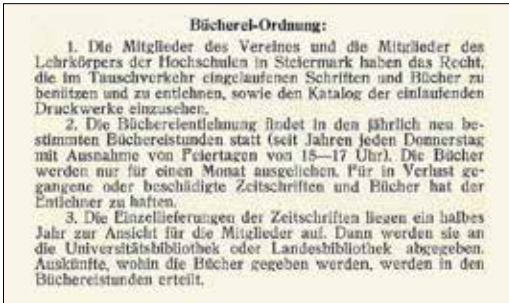 Bücherei-Ordnung:
1. Die Mitglieder des Vereines und die Mitglieder des
Lehrkörpers der Hochschulen in Steiermark haben das Recht,
die im Tauschverkehr eingelaufenen Schriften und Bücher zu
benützen und zu entlehnen, sowie den Katalog der einlaufenden
Druckwerke einzusehen.
2. Die Büchereientlehnung findet in den jährlich neu be-
stimmten Büchereistunden statt (seit Jahren jeden Donnerstag
mit Ausnahme von Feiertagen von 15—17 Uhr). Die Bücher
werden nur für einen Monat ausgeliehen. Für in Verlust ge-
gangene oder beschädigte Zeitschriften und Bücher hat der
Entlehner zu haften.
3. Die Einzellieferungen der Zeitschriften liegen ein halbes
Jahr zur Ansicht für die Mitglieder auf. Dann werden sie an
die Universitätsbibliothek oder Landesbibliothek abgegeben.
Auskünfte, wohin die Bücher gegeben werden, werden in den
Büchereistunden erteilt.